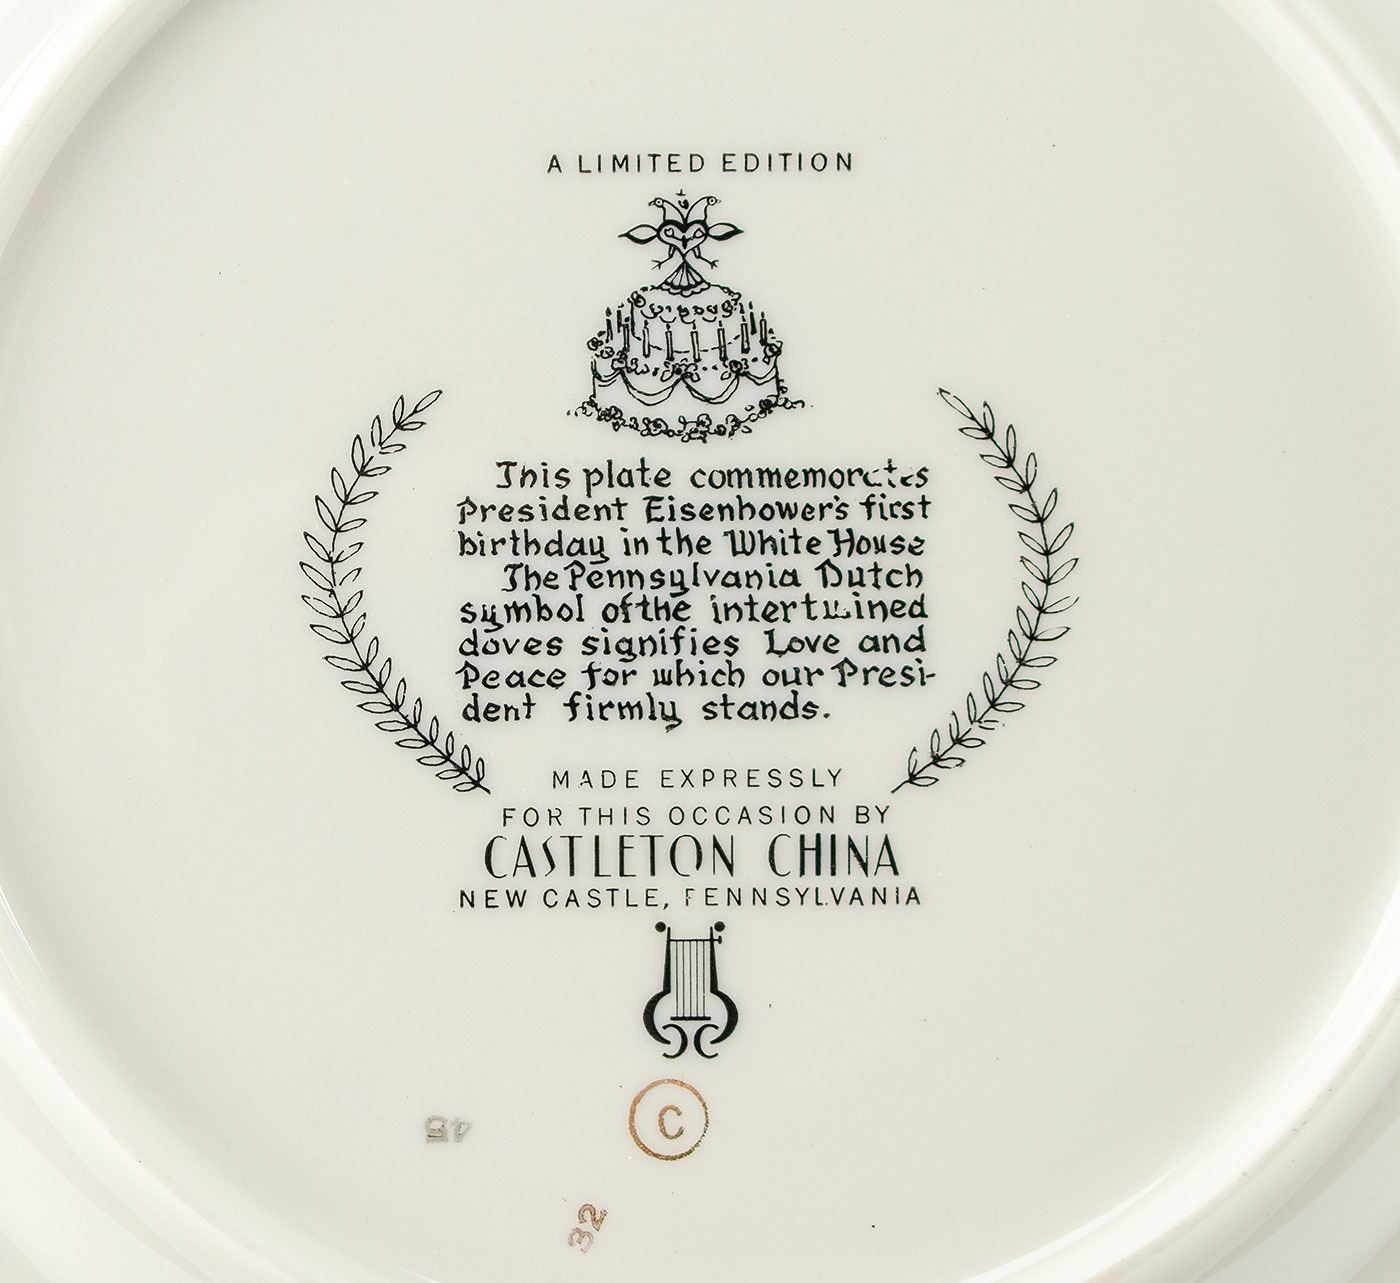 A LIMITED EDITION
This plate commemorates
President Eisenhower's first
birthday in the White House
The Pennsylvania Dutch
symbol of the intertwined
doves signifies Love and
Peace for which our Presi-
dent firmly stands.
MADE EXPRESSLY
FOR THIS OCCASION BY
CASTLETON CHINA
NEW CASTLE, PENNSYLVANIA
C
45
32